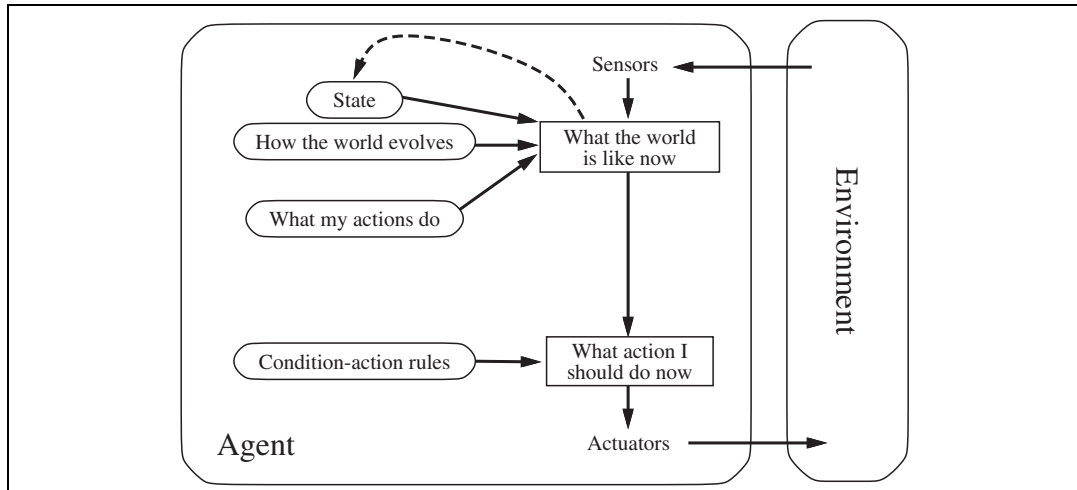 Sensors
State
How the world evolves
What the world
is like now
What my actions do
Environment
Condition-action rules
What action I
should do now
Agent
Actuators